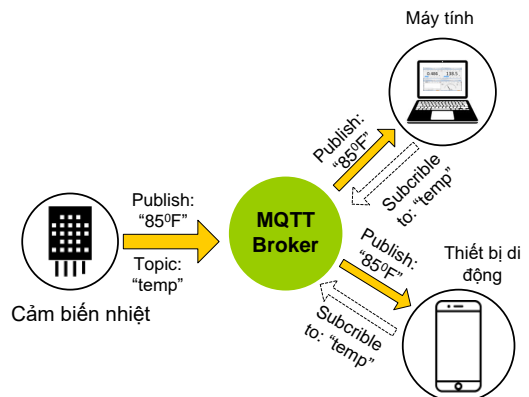 Máy tính
Publish:
“85⁰F”
Subcrible
to: “temp”
Publish:
“85⁰F”
Topic:
“temp”
Cảm biến nhiệt
MQTT
Broker
Publish:
“85⁰F”
Subcrible
to: “temp”
Thiết bị di
động